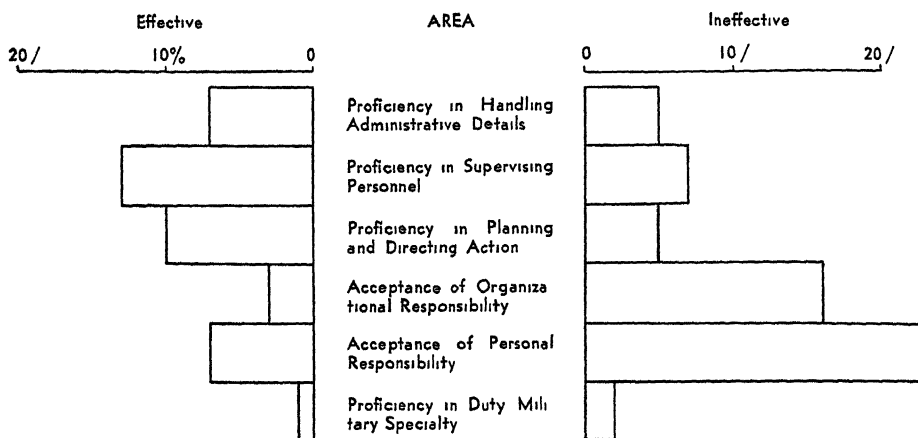 Effective AREA Ineffective
20/ 10% 0 0 10/ 20/
Proficiency in Handling
Administrative Details
Proficiency in Supervising
Personnel
Proficiency in Planning
and Directing Action
Acceptance of Organiza
tional Responsibility
Acceptance of Personal
Responsibility
Proficiency in Duty Mili
tary Specialty